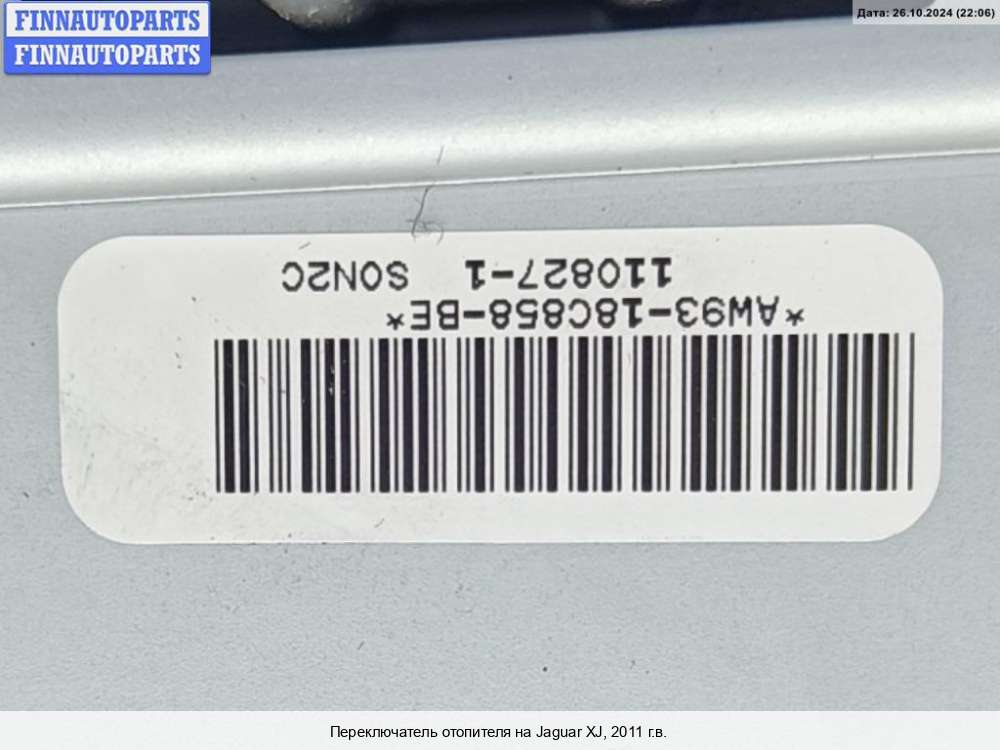 FINNAUTOPARTS
FINNAUTOPARTS
Дата: 26.10.2024 (22:06)
*AW93-18C858-BE*
110827-1 SON2C
Переключатель отопителя на Jaguar XJ, 2011 г.в.